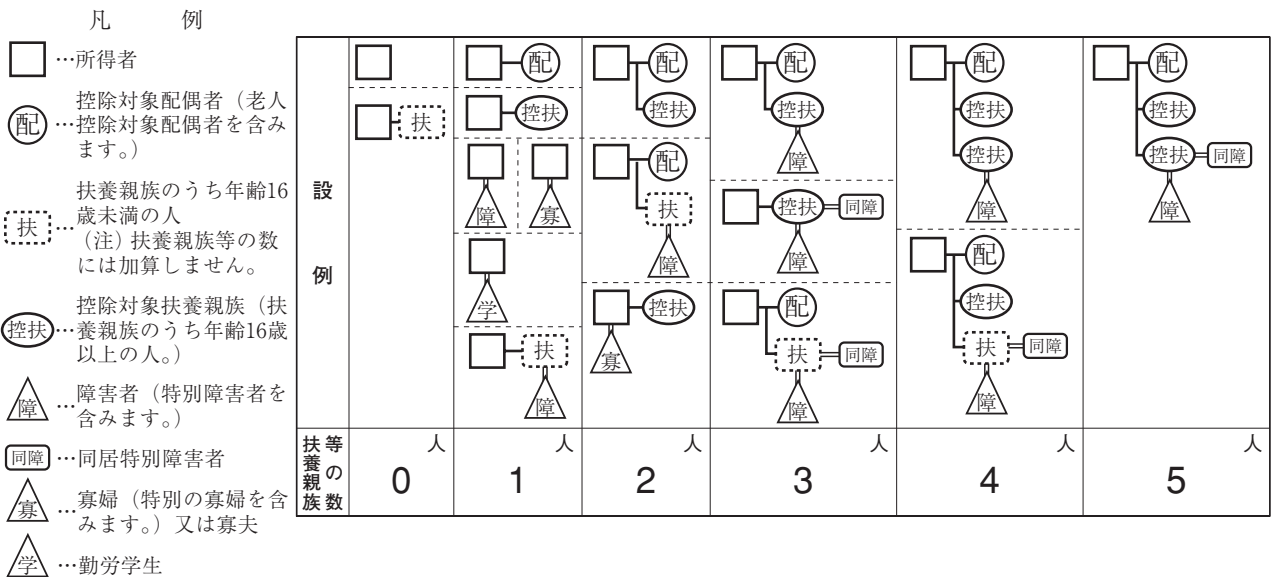 凡　　例
…所得者
配…控除対象配偶者（老人
控除対象配偶者を含み
ます。）
扶…扶養親族のうち年齢16
歳未満の人
（注）扶養親族等の数
には加算しません。
控扶…控除対象扶養親族（扶
養親族のうち年齢16歳
以上の人。）
障…障害者（特別障害者を
含みます。）
同障…同居特別障害者
寡…寡婦（特別の寡婦を含
みます。）又は寡夫
学…勤労学生
設例
扶
配
控扶
障 寡
学
扶
障
配
控扶
配
扶
障
控扶
寡
配
控扶
障
控扶 同障
障
配
扶 同障
障
配
控扶
控扶
障
配
控扶
扶 同障
障
配
控扶
控扶 同障
障
扶養親族等の数
人 人 人 人 人 人
0 1 2 3 4 5